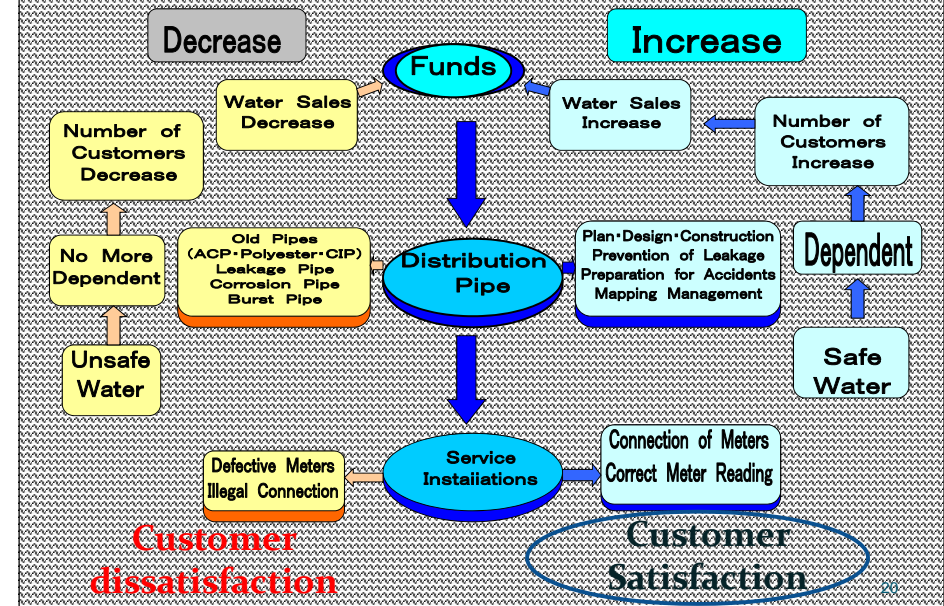 Decrease
Increase
Funds
Water Sales
Decrease
Water Sales
Increase
Number of
Customers
Decrease
Number of
Customers
Increase
No More
Dependent
Old Pipes
(ACP・Polyester・CIP)
Leakage Pipe
Corrosion Pipe
Burst Pipe
Distribution
Pipe
Plan・Design・Construction
Prevention of Leakage
Preparation for Accidents
Mapping Management
Dependent
Unsafe
Water
Safe
Water
Defective Meters
Illegal Connection
Service
Instaiiations
Connection of Meters
Correct Meter Reading
Customer
dissatisfaction
Customer
Satisfaction
20